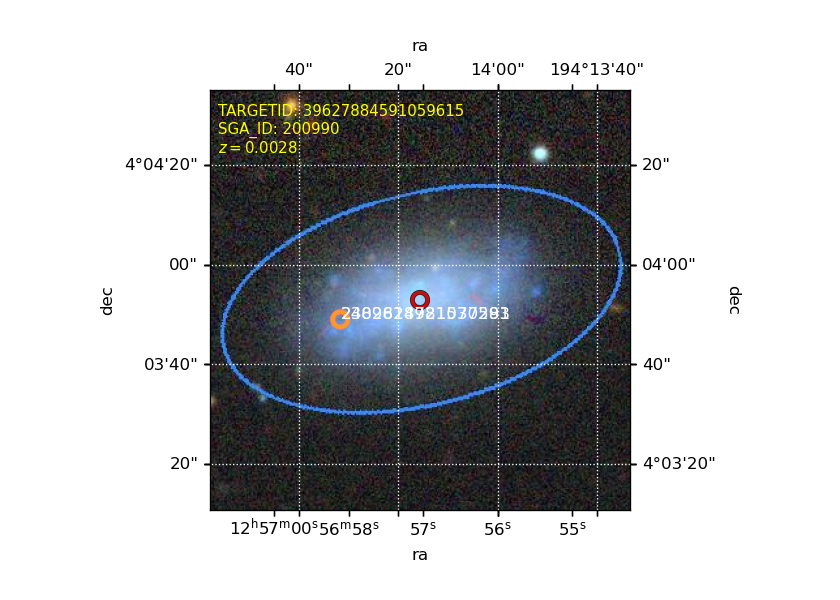 ra
40" 20" 14'00" 194°13'40"
TARGETID: 39627884591059615
SGA_ID: 200990
z = 0.0028
4°04'20" 20"
00" 04'00"
dec dec
03'40" 40"
20" 4°03'20"
12h57m00s 56m58s 57s 56s 55s
ra